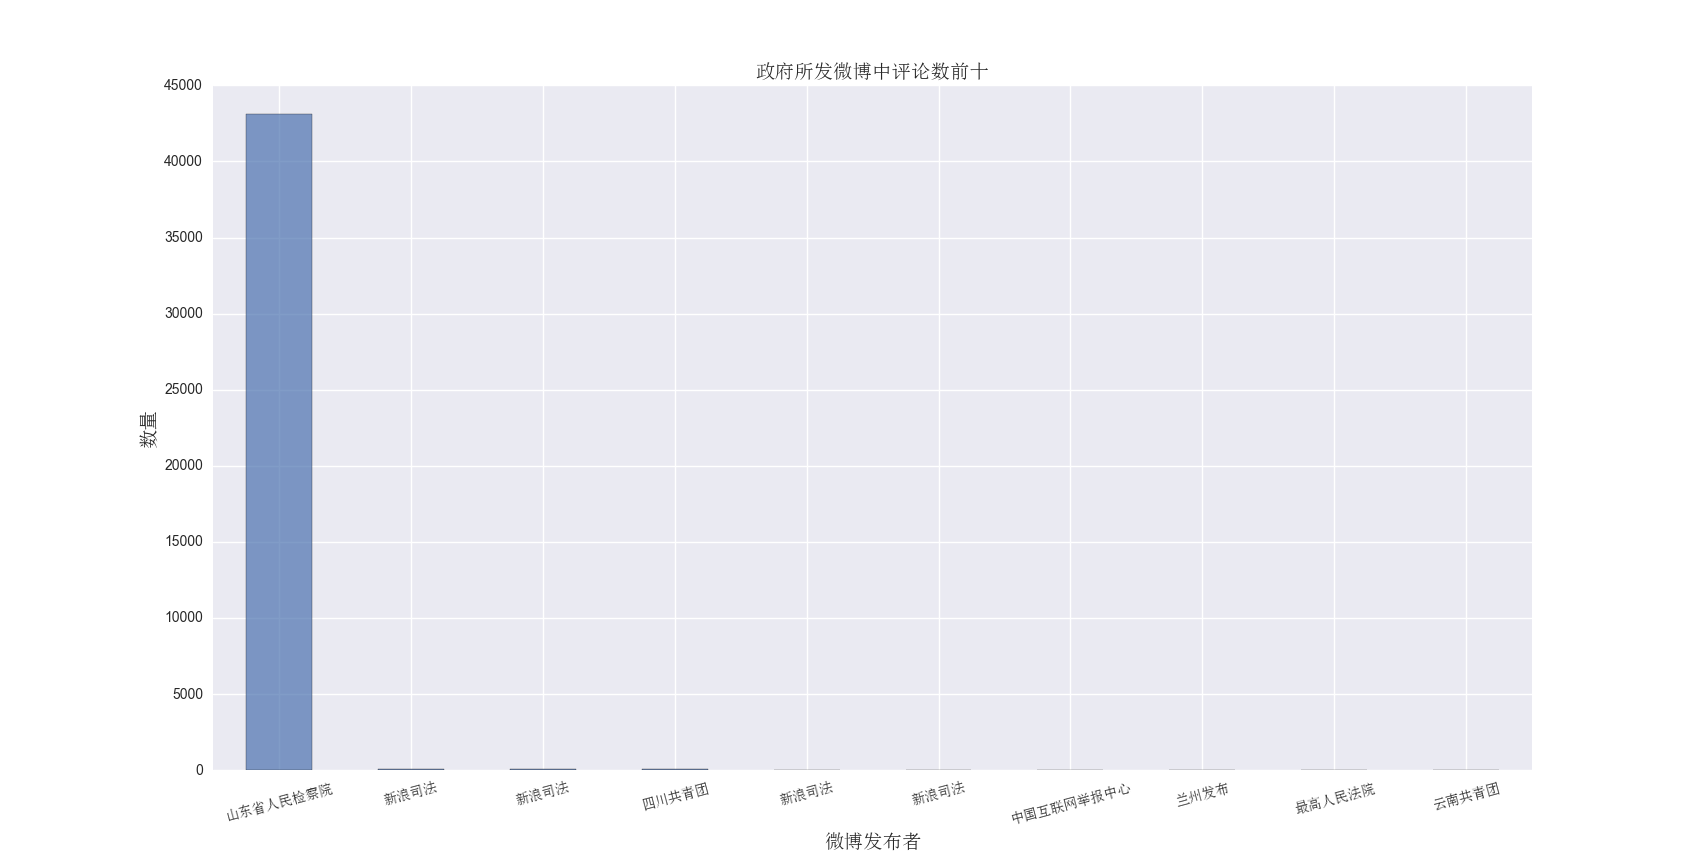 政府所发微博中评论数前十
45000
40000
35000
30000
25000
20000
15000
10000
5000
0
数量
山东省人民检察院
新浪司法
新浪司法
四川共青团
新浪司法
新浪司法
中国互联网举报中心
兰州发布
最高人民法院
云南共青团
微博发布者